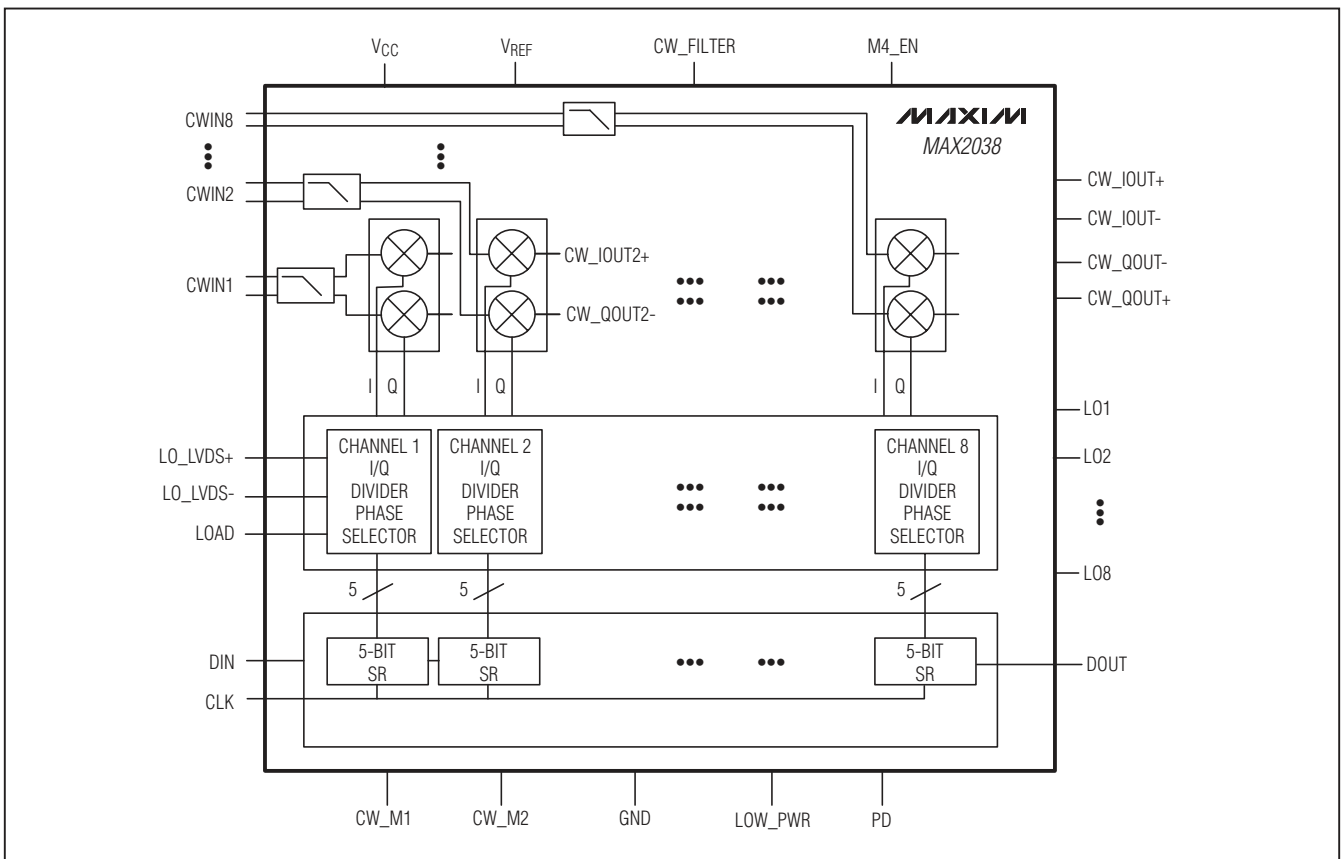 VCC
VREF
CW_FILTER
M4_EN
MAXIM
MAX2038
CWIN8
CWIN2
CWIN1
CW_IOUT2+
CW_QOUT2-
CW_IOUT+
CW_IOUT-
CW_QOUT-
CW_QOUT+
I Q
I Q
I Q
LO1
LO2
LO8
LO_LVDS+
LO_LVDS-
LOAD
CHANNEL 1
I/Q
DIVIDER
PHASE
SELECTOR
CHANNEL 2
I/Q
DIVIDER
PHASE
SELECTOR
CHANNEL 8
I/Q
DIVIDER
PHASE
SELECTOR
5
5
5
DIN
CLK
5-BIT
SR
5-BIT
SR
5-BIT
SR
DOUT
CW_M1
CW_M2
GND
LOW_PWR
PD